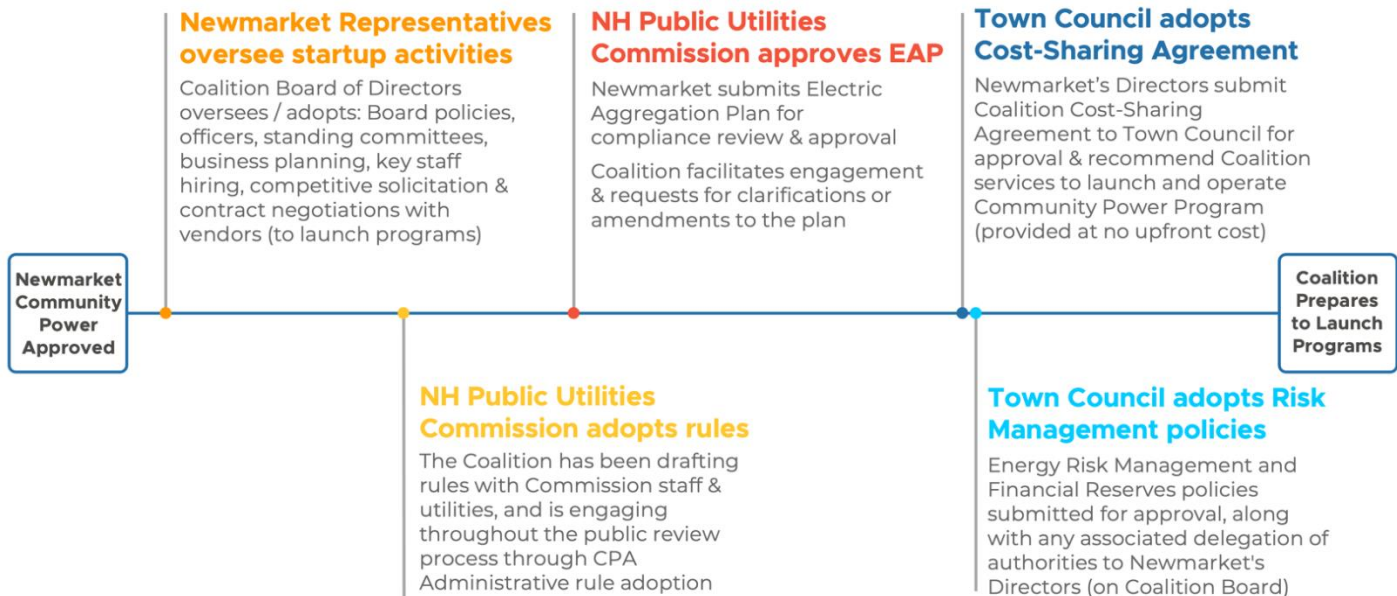 Newmarket
Community
Power
Approved
Newmarket Representatives
oversee startup activities
Coalition Board of Directors
oversees / adopts: Board policies,
officers, standing committees,
business planning, key staff
hiring, competitive solicitation &
contract negotiations with
vendors (to launch programs)
NH Public Utilities
Commission adopts rules
The Coalition has been drafting
rules with Commission staff &
utilities, and is engaging
throughout the public review
process through CPA
Administrative rule adoption
NH Public Utilities
Commission approves EAP
Newmarket submits Electric
Aggregation Plan for
compliance review & approval
Coalition facilitates engagement
& requests for clarifications or
amendments to the plan
Town Council adopts
Cost-Sharing Agreement
Newmarket’s Directors submit
Coalition Cost-Sharing
Agreement to Town Council for
approval & recommend Coalition
services to launch and operate
Community Power Program
(provided at no upfront cost)
Town Council adopts Risk
Management policies
Energy Risk Management and
Financial Reserves policies
submitted for approval, along
with any associated delegation of
authorities to Newmarket's
Directors (on Coalition Board)
Coalition
Prepares
to Launch
Programs